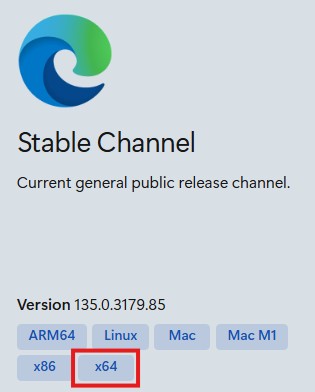 Stable Channel
Current general public release channel.
Version 135.0.3179.85
ARM64 Linux Mac Mac M1
x86 x64